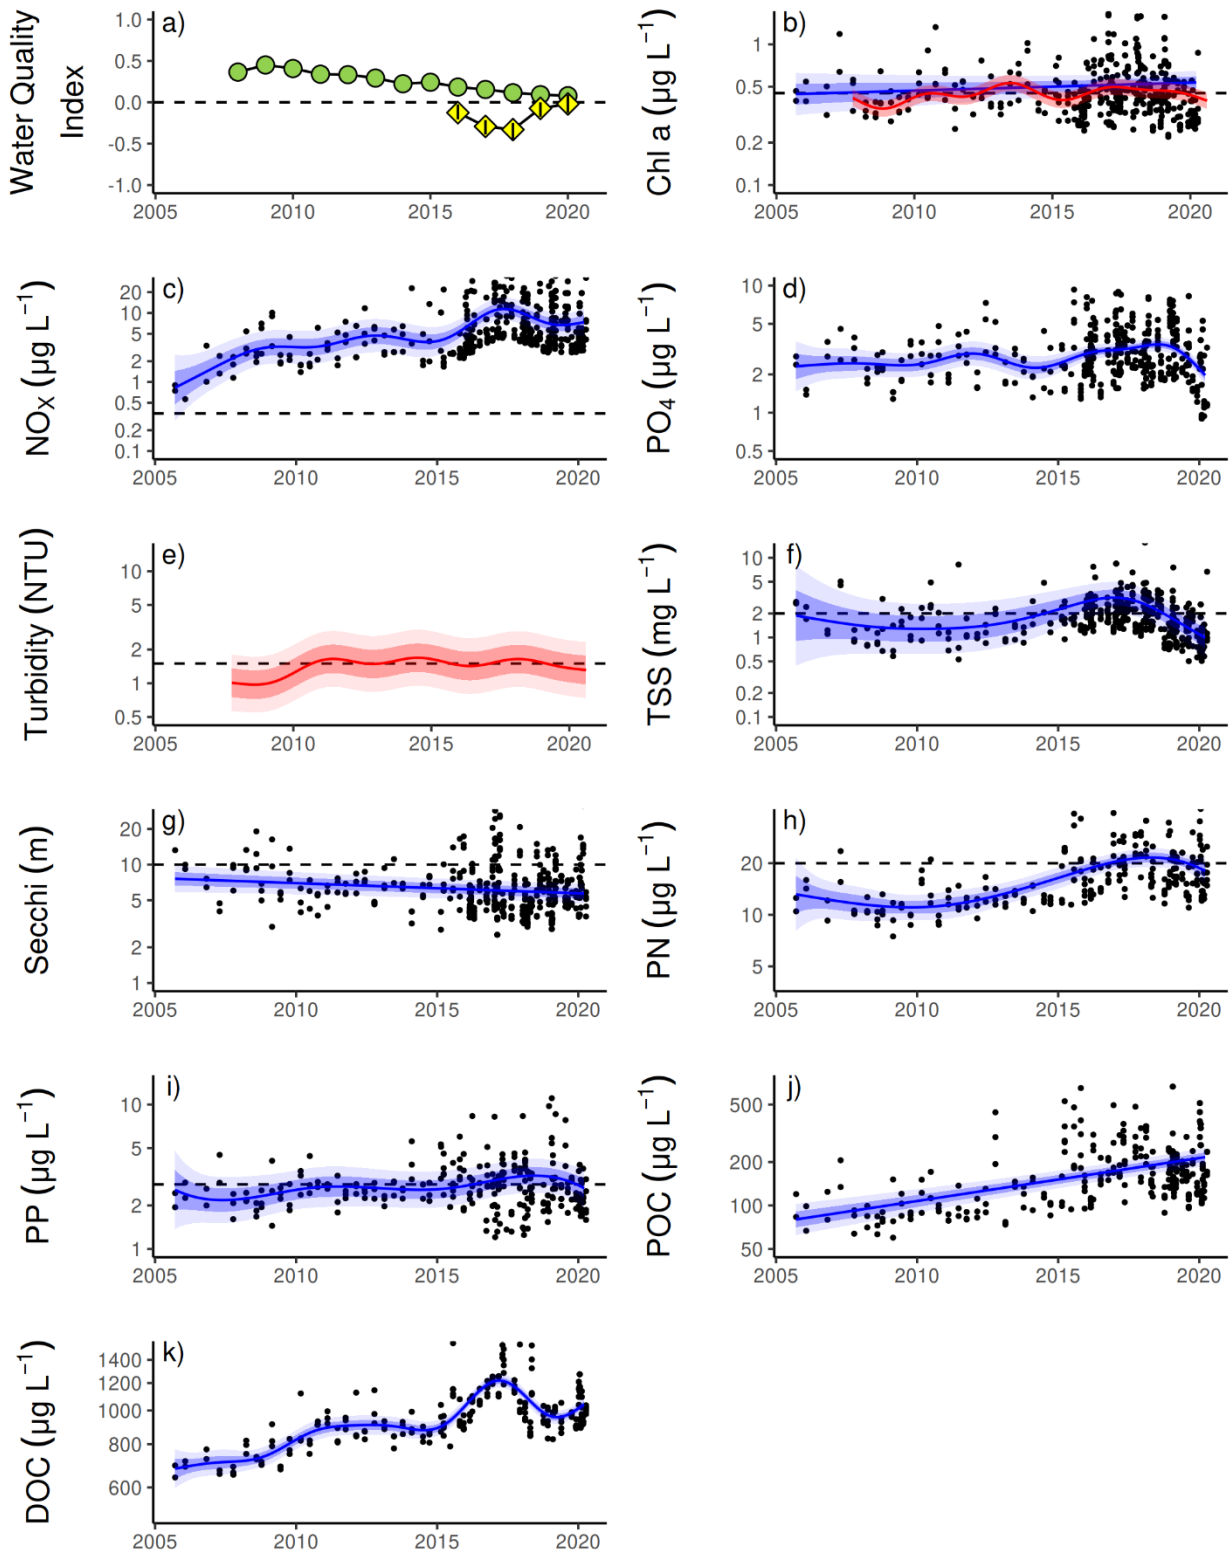 a)
Water Quality
Index
1.0
0.5
0.0
-0.5
-1.0
2005 2010 2015 2020
b)
Chl a (µg L⁻¹)
1
0.5
0.2
0.1
2005 2010 2015 2020
c)
NOₓ (µg L⁻¹)
20
10
5
2
1
0.5
0.2
0.1
2005 2010 2015 2020
d)
PO₄ (µg L⁻¹)
10
5
2
1
0.5
2005 2010 2015 2020
e)
Turbidity (NTU)
10
5
2
1
0.5
2005 2010 2015 2020
f)
TSS (mg L⁻¹)
10
5
2
1
0.5
0.2
0.1
2005 2010 2015 2020
g)
Secchi (m)
20
10
5
2
1
2005 2010 2015 2020
h)
PN (µg L⁻¹)
20
10
5
2005 2010 2015 2020
i)
PP (µg L⁻¹)
10
5
2
1
2005 2010 2015 2020
j)
POC (µg L⁻¹)
500
200
100
50
2005 2010 2015 2020
k)
DOC (µg L⁻¹)
1400
1200
1000
800
600
2005 2010 2015 2020